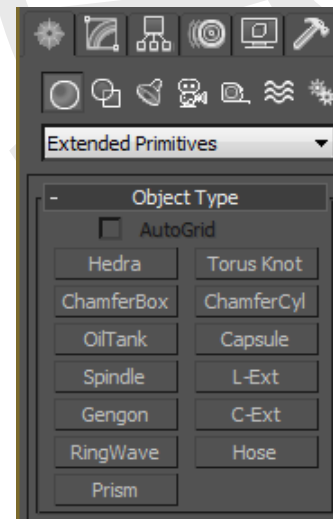 Extended Primitives
- Object Type
AutoGrid
Hedra Torus Knot
ChamferBox ChamferCyl
OilTank Capsule
Spindle L-Ext
Gengon C-Ext
RingWave Hose
Prism